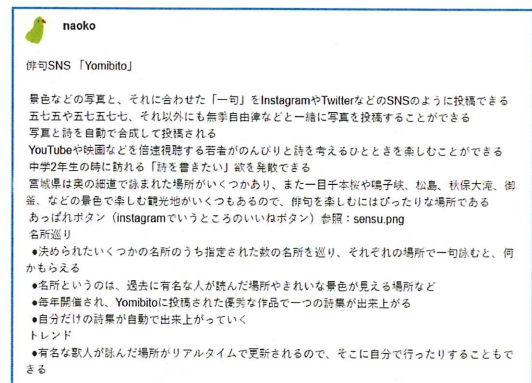 naoko
俳句SNS 「Yomibito」
景色などの写真と、それに合わせた「一句」をInstagramやTwitterなどのSNSのように投稿できる
五七五や五七五七七、それ以外にも無季自由律などと一緒に写真を投稿することができる
写真と詩を自動で合成して投稿される
YouTubeや映画などを倍速視聴する若者がのんびりと詩を考えるひとときを楽しむことができる
中学2年生の時に訪れる「詩を書きたい」欲を発散できる
宮城県は奥の細道で詠まれた場所がいくつかあり、また一目千本桜や鳴子峡、松島、秋保大滝、御
釜、などの景色で楽しむ観光地がいくつもあるので、俳句を楽しむにはぴったりな場所である
あっぱれボタン（instagramでいうところのいいねボタン）参照：sensu.png
名所巡り
●決められたいくつかの名所のうち指定された数の名所を巡り、それぞれの場所で一句詠むと、何
かもらえる
●名所というのは、過去に有名な人が読んだ場所やきれいな景色が見える場所など
●毎年開催され、Yomibitoに投稿された優秀な作品で一つの詩集が出来上がる
●自分だけの詩集が自動で出来上がっていく
トレンド
●有名な歌人が詠んだ場所がリアルタイムで更新されるので、そこに自分で行ったりすることもで
きる